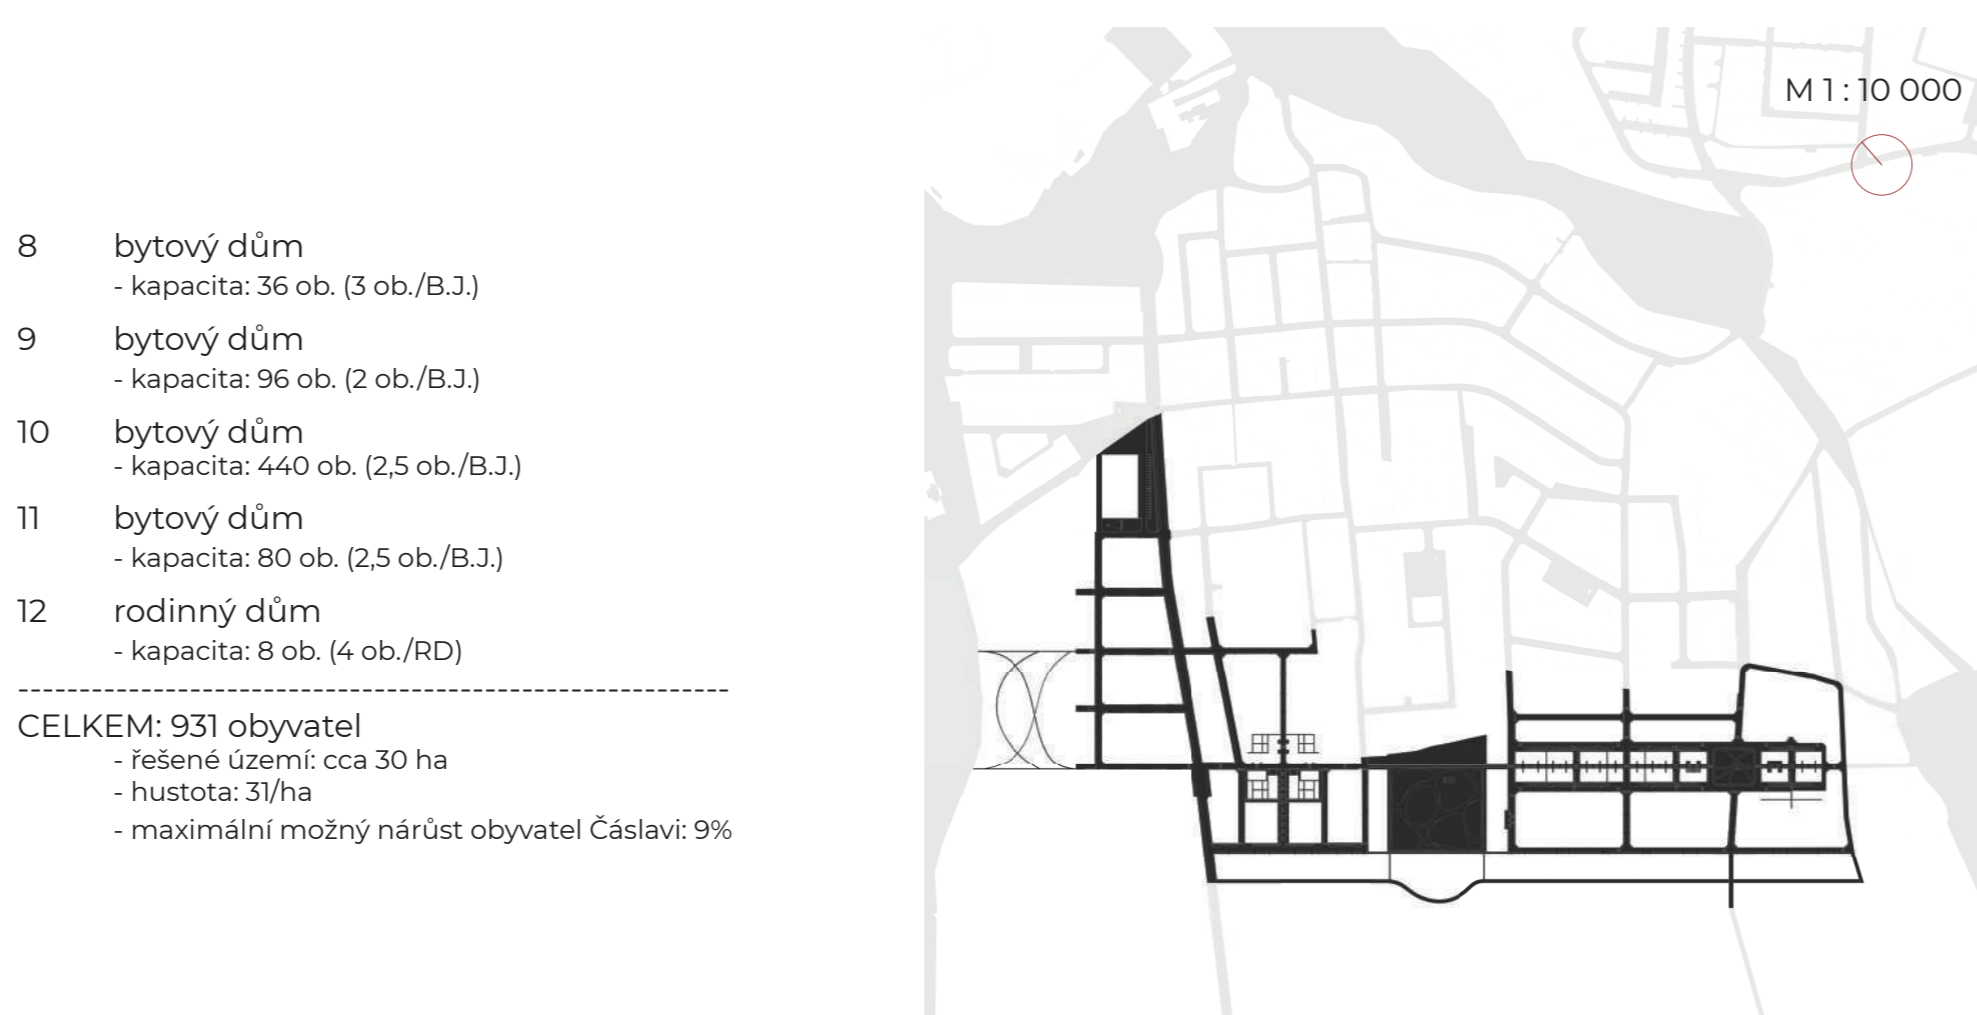 8 bytový dům
- kapacita: 36 ob. (3 ob./B.J.)
9 bytový dům
- kapacita: 96 ob. (2 ob./B.J.)
10 bytový dům
- kapacita: 440 ob. (2,5 ob./B.J.)
11 bytový dům
- kapacita: 80 ob. (2,5 ob./B.J.)
12 rodinný dům
- kapacita: 8 ob. (4 ob./RD)
----------------------------------------------------------
CELKEM: 931 obyvatel
- řešené území: cca 30 ha
- hustota: 31/ha
- maximální možný nárůst obyvatel Čáslavi: 9%
M 1 : 10 000